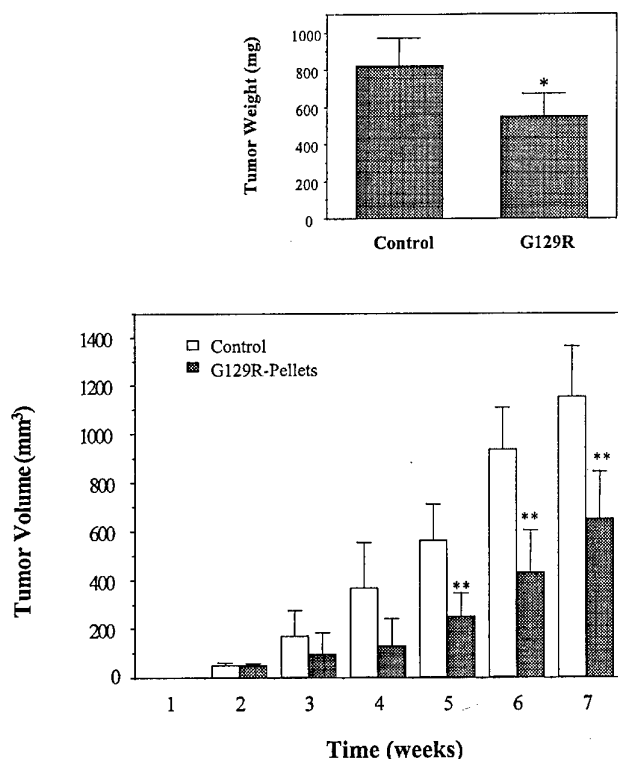 Tumor Weight (mg)
1000
800
600
400
800
0
*
Control
G129R
Tumor Volume (mm³)
1400
1200
1000
800
600
400
200
0
Control
G129R-Pellets
**
**
**
1 2 3 4 5 6 7
Time (weeks)